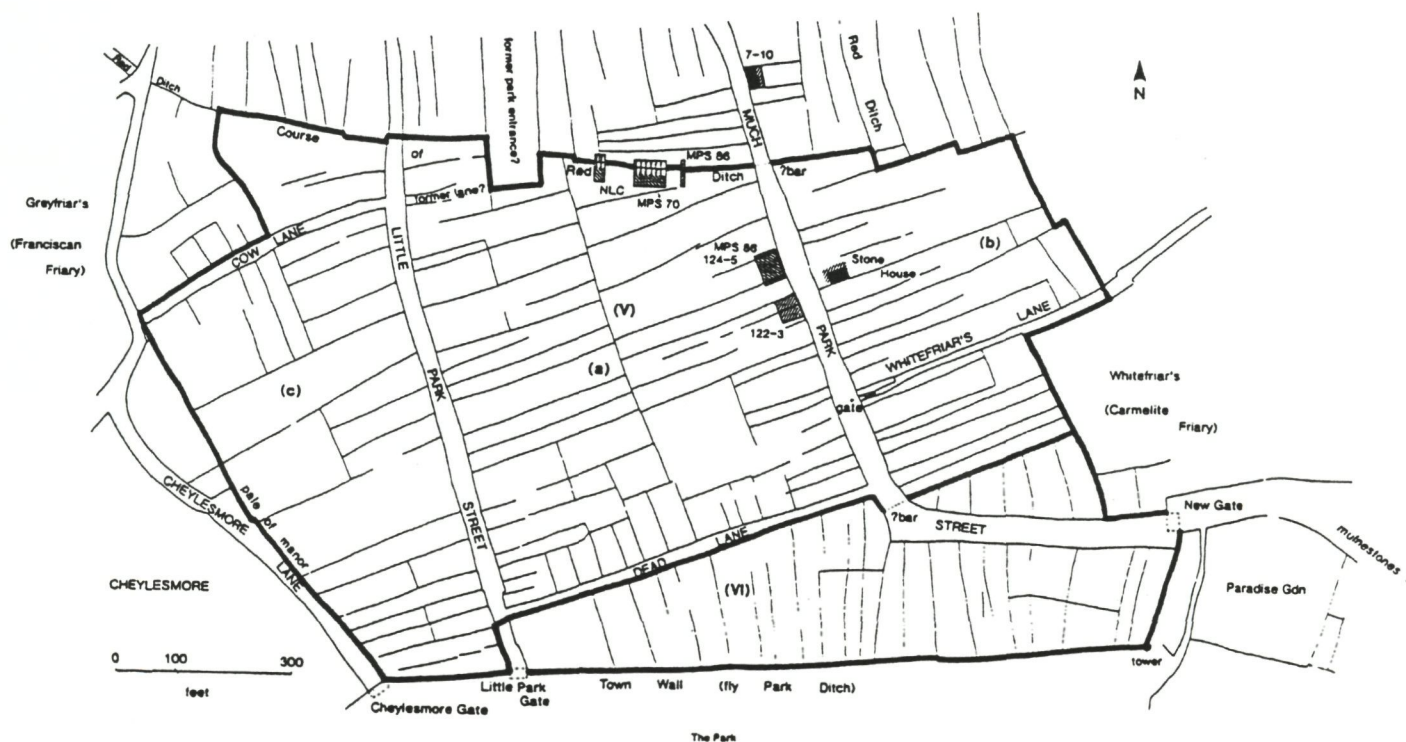 Red
Ditch
former park entrance?
7-10
Red
Ditch
N
Course
of
MUCH
MPS 86
Red
Ditch
?bar
NLC
MPS 70
former lane?
Greyfriar's
(Franciscan
Friary)
COW LANE
LITTLE
MPS 86
124-5
Stone
House
(b)
(V)
122-3
PARK
WHITEFRIAR'S LANE
(a)
(c)
PARK
gate
Whitefriar's
(Carmelite
Friary)
CHEYLESMORE LANE
pale of manor
STREET
?bar
STREET
New Gate
mulnestones
DEAD LANE
(VI)
CHEYLESMORE
Paradise Gdn
0 100 300
feet
tower
Little Park
Gate
Town Wall (fly Park Ditch)
Cheylesmore Gate
The Park